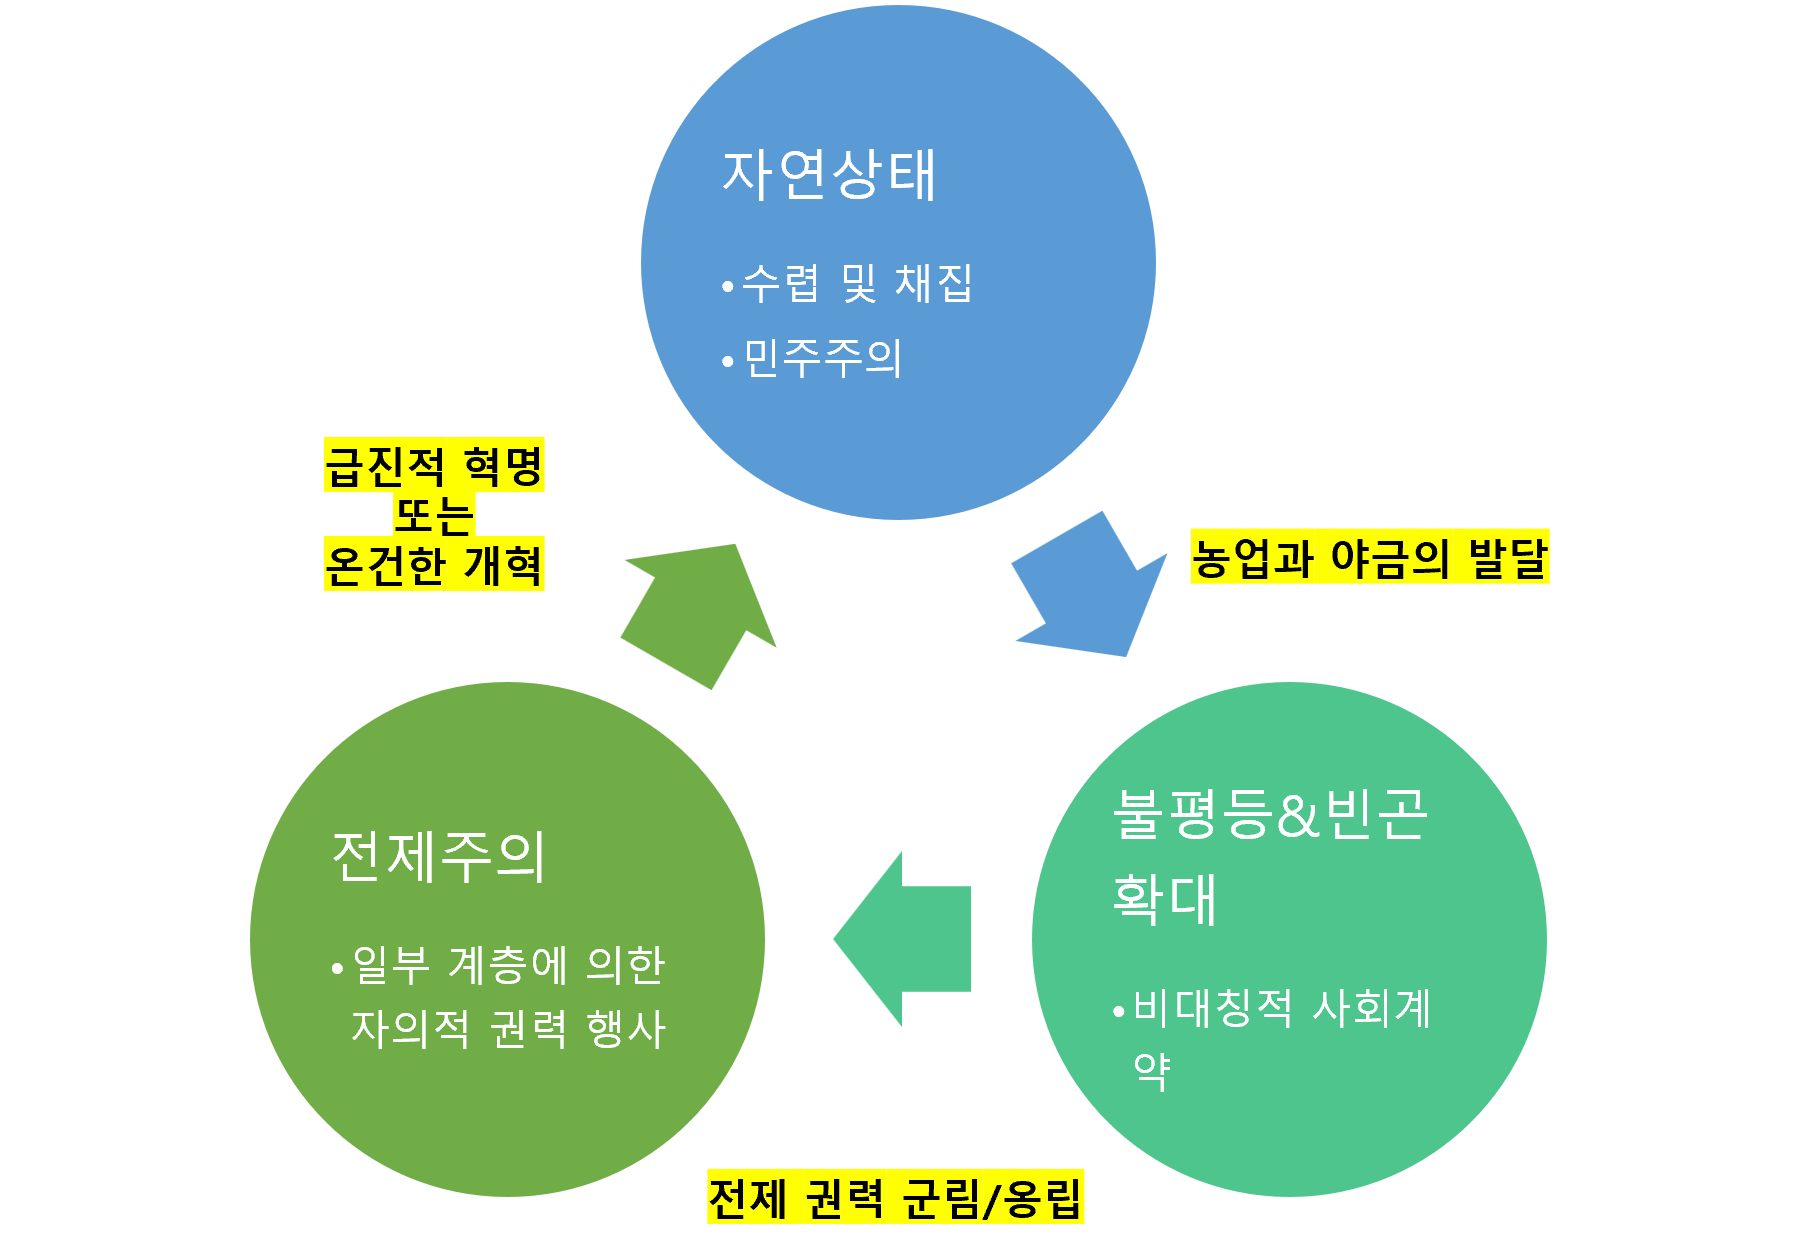 자연상태
•수렵 및 채집
•민주주의
급진적 혁명
또는
온건한 개혁
농업과 야금의 발달
불평등&빈곤
확대
•비대칭적 사회계
약
전제주의
•일부 계층에 의한
자의적 권력 행사
전제 권력 군림/옹립